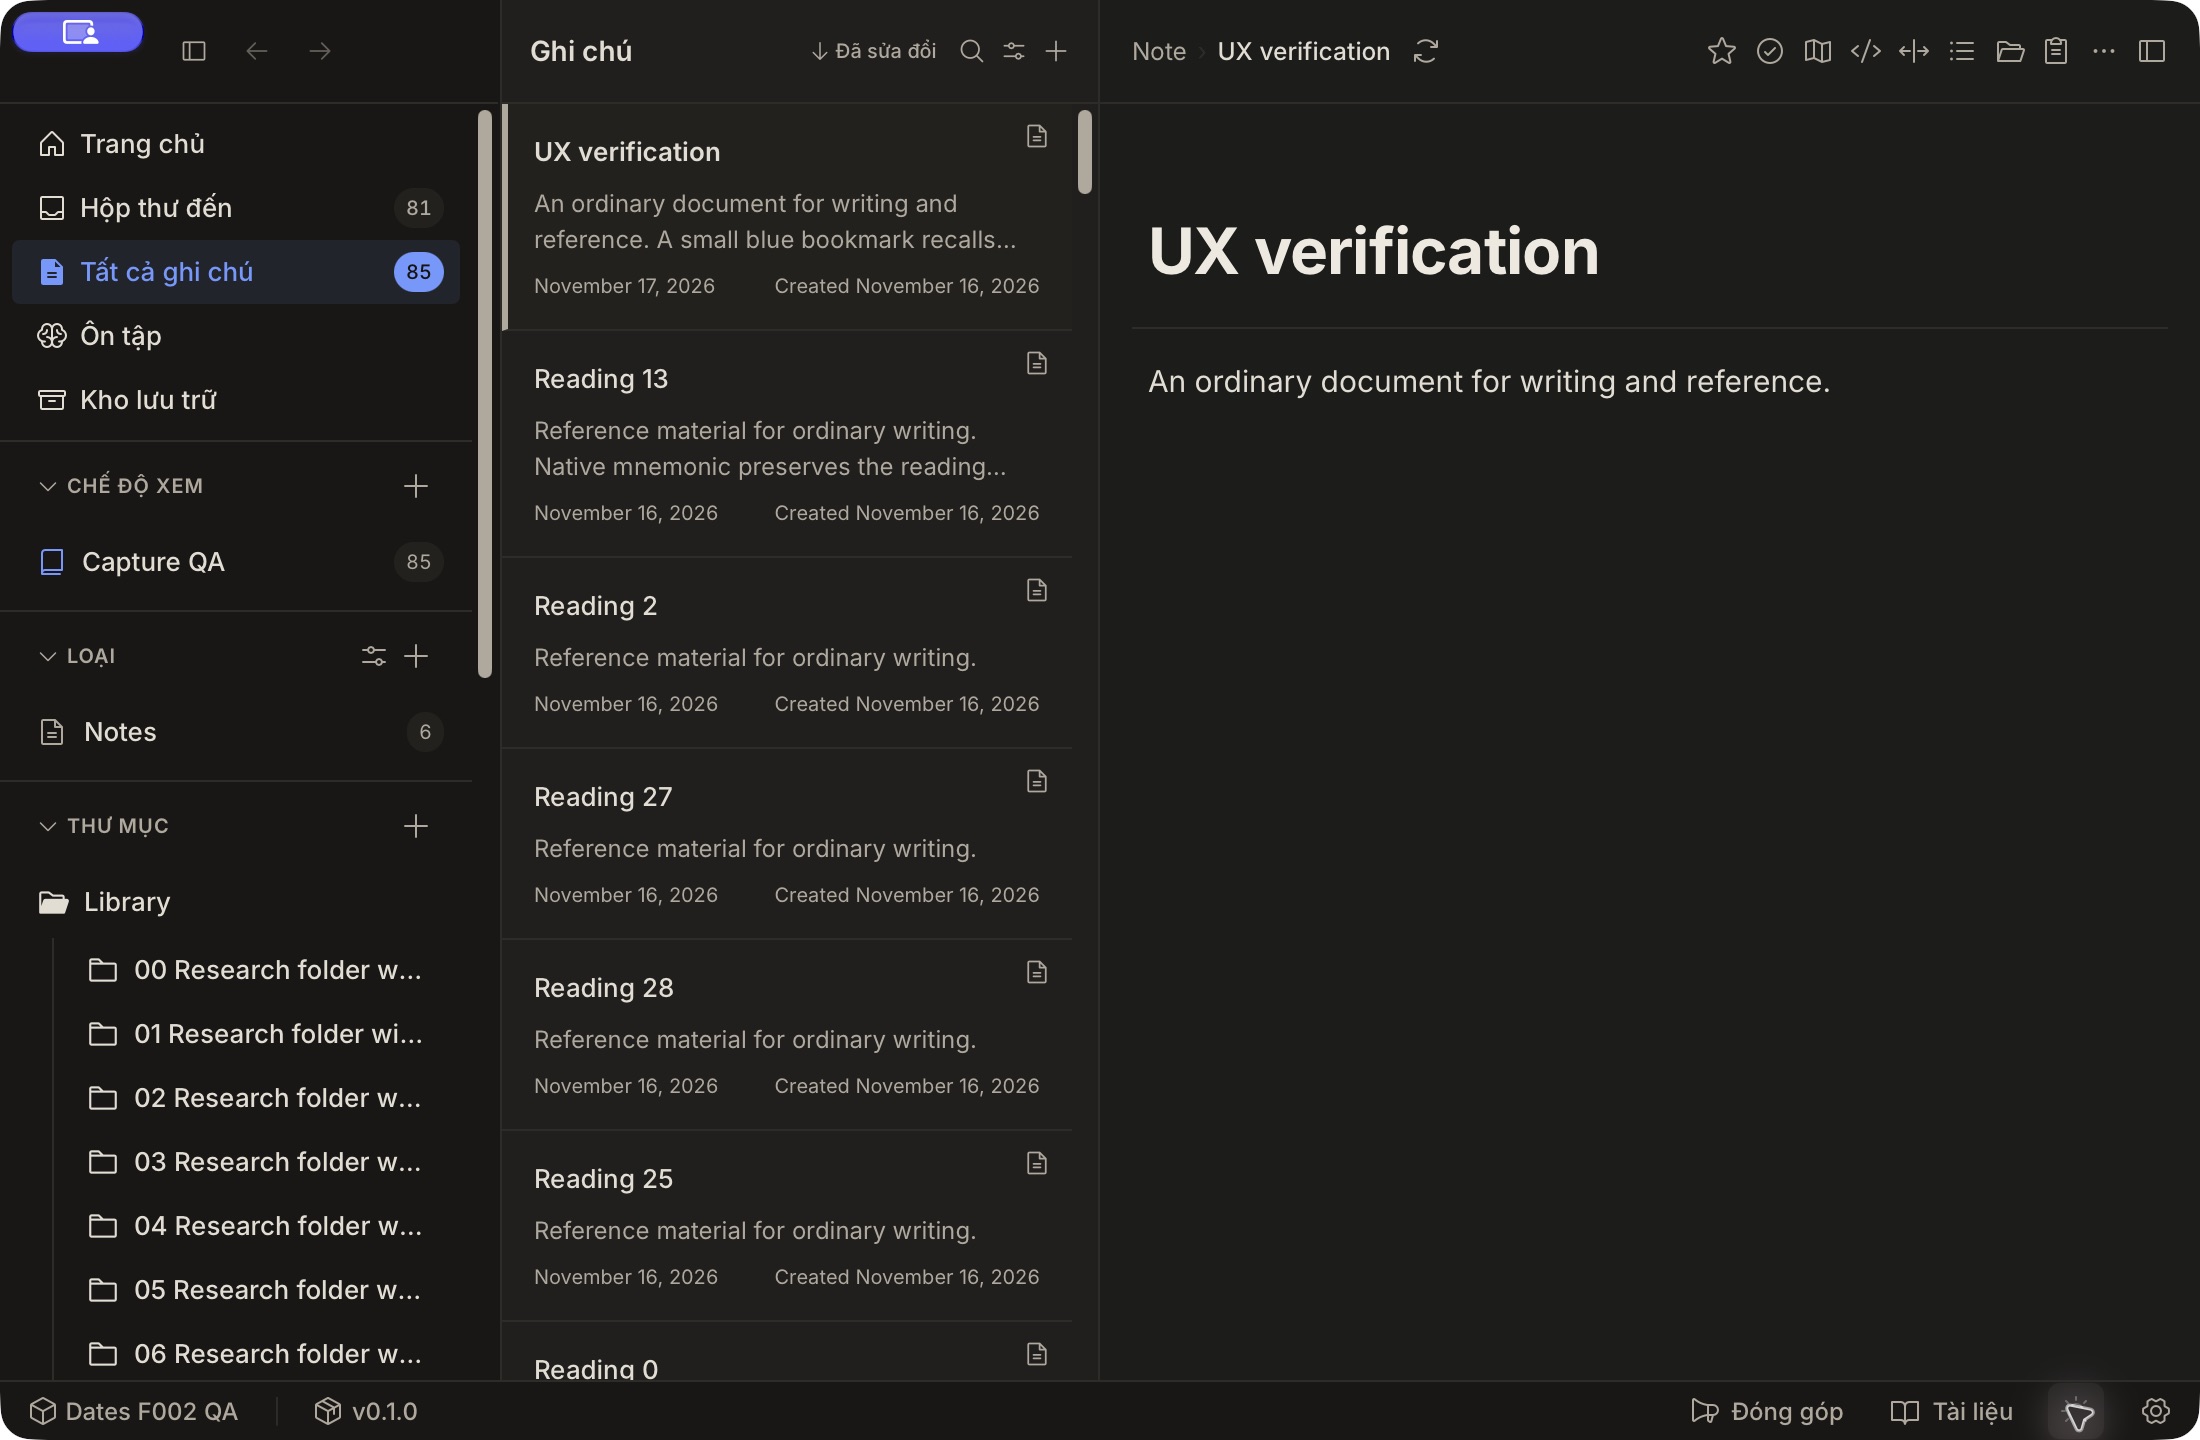 Trang chủ
Hộp thư đến 81
Tất cả ghi chú 85
Ôn tập
Kho lưu trữ
CHẾ ĐỘ XEM
Capture QA 85
LOẠI
Notes 6
THƯ MỤC
Library
00 Research folder w...
01 Research folder wi...
02 Research folder w...
03 Research folder w...
04 Research folder w...
05 Research folder w...
06 Research folder w...
Ghi chú Đã sửa đổi
UX verification
An ordinary document for writing and
reference. A small blue bookmark recalls...
November 17, 2026 Created November 16, 2026
Reading 13
Reference material for ordinary writing.
Native mnemonic preserves the reading...
November 16, 2026 Created November 16, 2026
Reading 2
Reference material for ordinary writing.
November 16, 2026 Created November 16, 2026
Reading 27
Reference material for ordinary writing.
November 16, 2026 Created November 16, 2026
Reading 28
Reference material for ordinary writing.
November 16, 2026 Created November 16, 2026
Reading 25
Reference material for ordinary writing.
November 16, 2026 Created November 16, 2026
Reading 0
Note › UX verification
UX verification
An ordinary document for writing and reference.
Dates F002 QA v0.1.0 Đóng góp Tài liệu